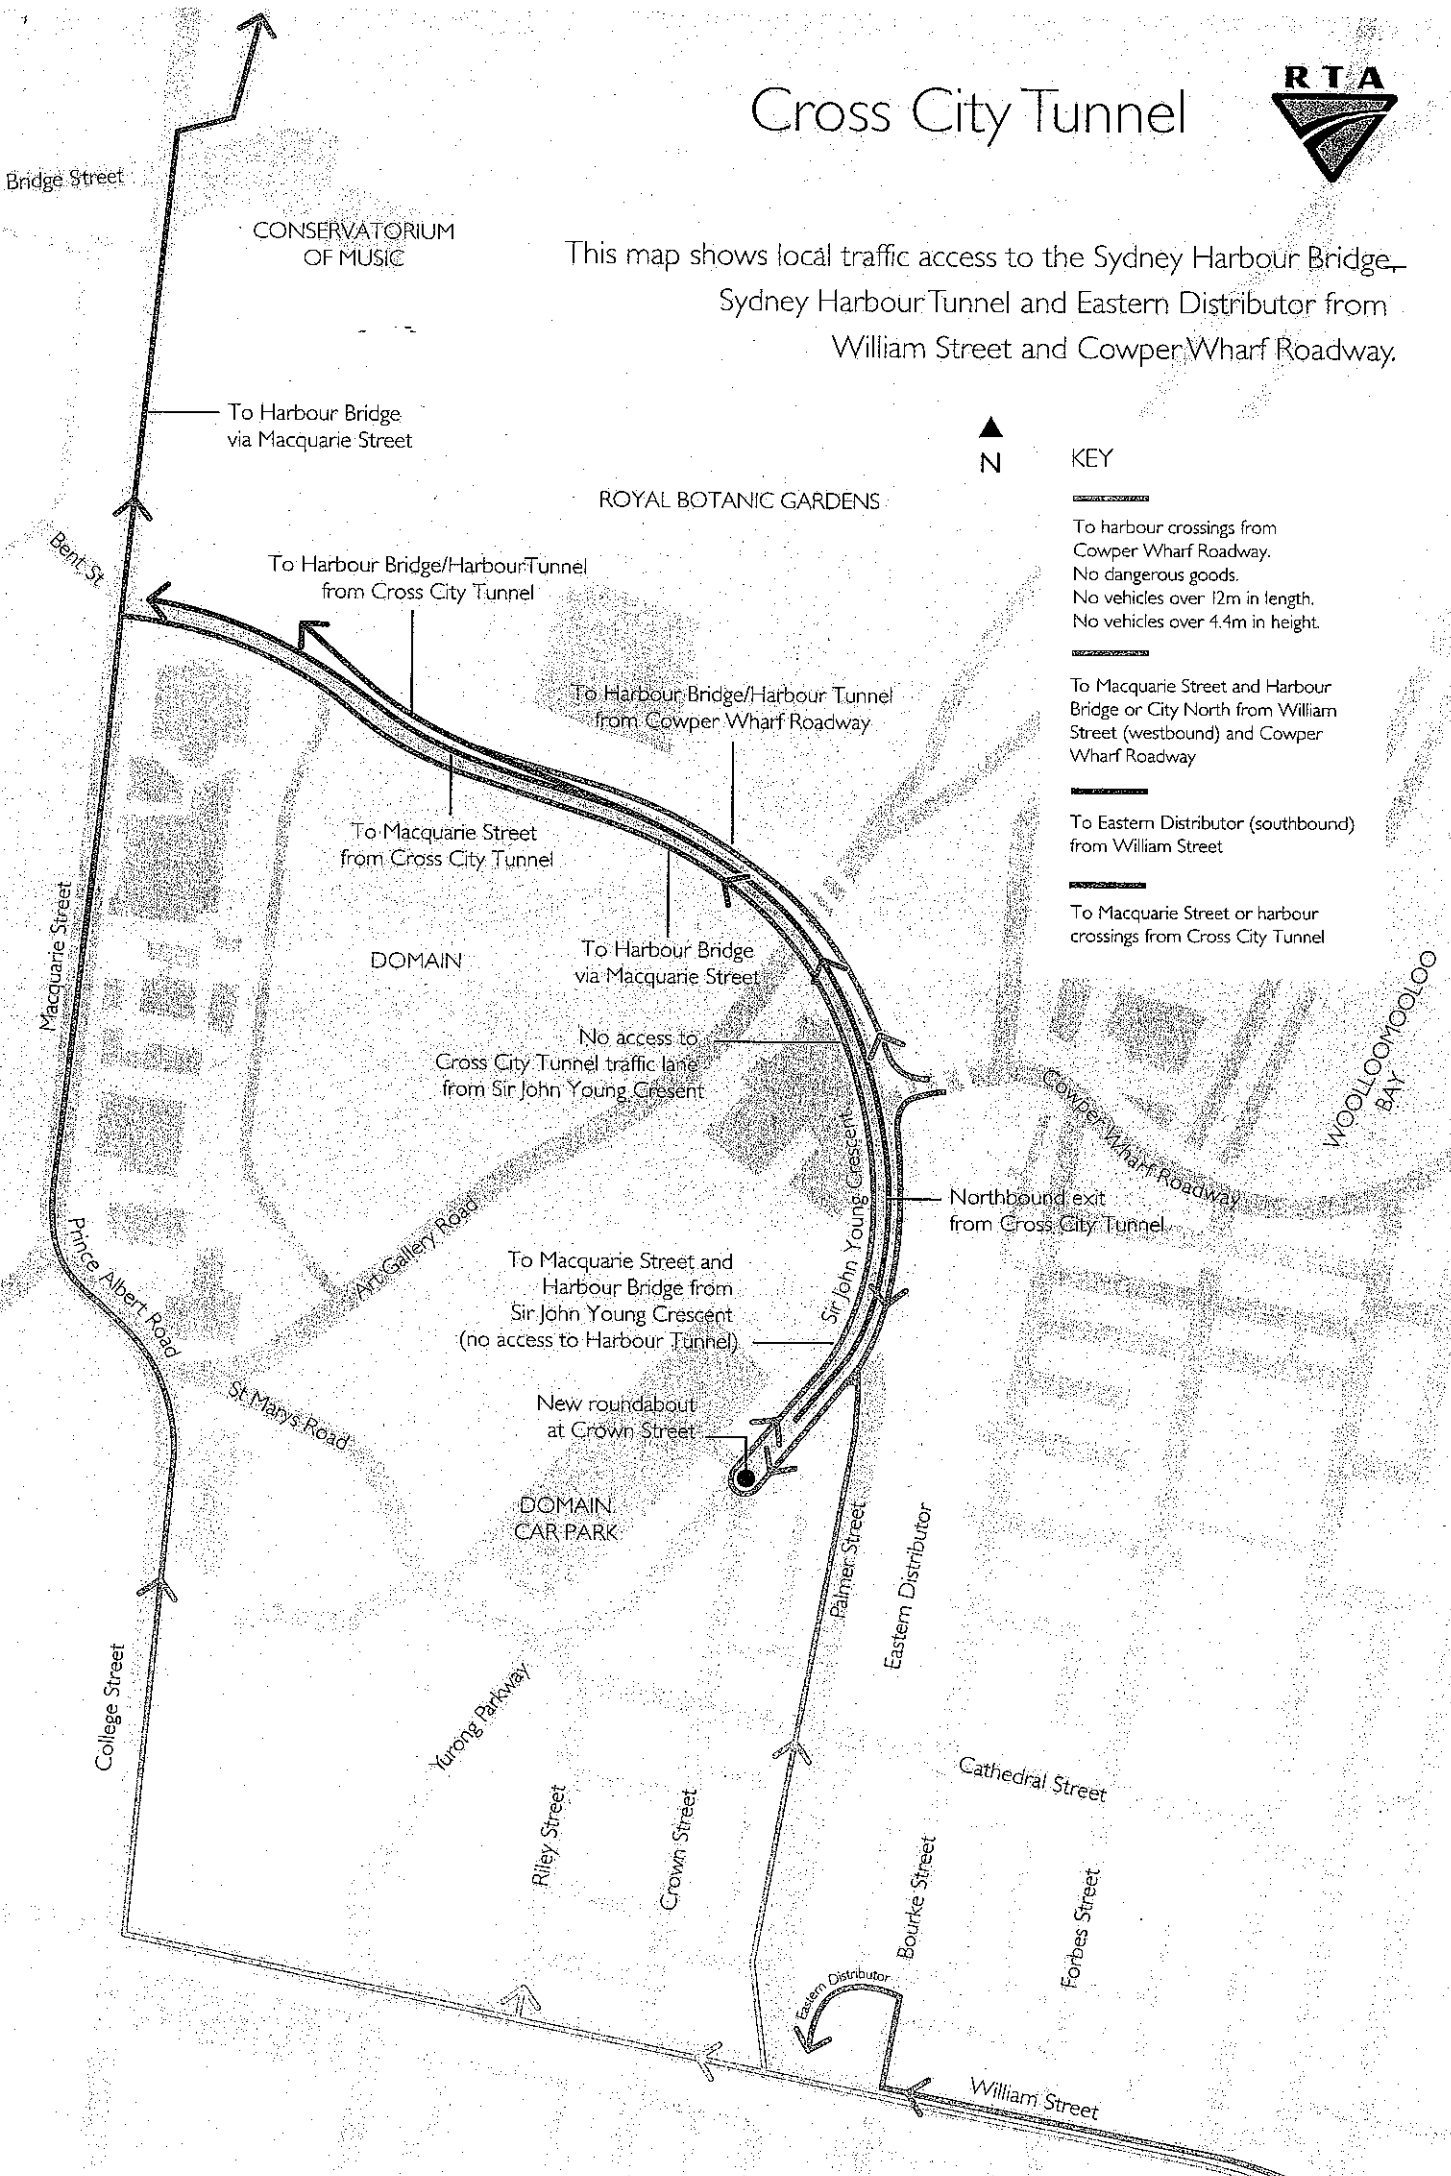 RTA
Cross City Tunnel
Bridge Street
CONSERVATORIUM
OF MUSIC
This map shows local traffic access to the Sydney Harbour Bridge,
Sydney Harbour Tunnel and Eastern Distributor from
William Street and Cowper Wharf Roadway.
To Harbour Bridge
via Macquarie Street
N
KEY
To harbour crossings from
Cowper Wharf Roadway.
No dangerous goods.
No vehicles over 12m in length.
No vehicles over 4.4m in height.
To Macquarie Street and Harbour
Bridge or City North from William
Street (westbound) and Cowper
Wharf Roadway
To Eastern Distributor (southbound)
from William Street
To Macquarie Street or harbour
crossings from Cross City Tunnel
ROYAL BOTANIC GARDENS
Bent St
To Harbour Bridge/Harbour Tunnel
from Cross City Tunnel
To Harbour Bridge/Harbour Tunnel
from Cowper Wharf Roadway
To Macquarie Street
from Cross City Tunnel
Macquarie Street
DOMAIN
To Harbour Bridge
via Macquarie Street
No access to
Cross City Tunnel traffic lane
from Sir John Young Cresent
WOOLLOOMOOLOO
BAY
Cowper Wharf Roadway
Sir John Young Crescent
Northbound exit
from Cross City Tunnel
Prince Albert Road
Art Gallery Road
To Macquarie Street and
Harbour Bridge from
Sir John Young Crescent
(no access to Harbour Tunnel)
St Marys Road
New roundabout
at Crown Street
DOMAIN
CAR PARK
Palmer Street
Eastern Distributor
College Street
Yurong Parkway
Riley Street
Crown Street
Cathedral Street
Bourke Street
Forbes Street
Eastern Distributor
William Street